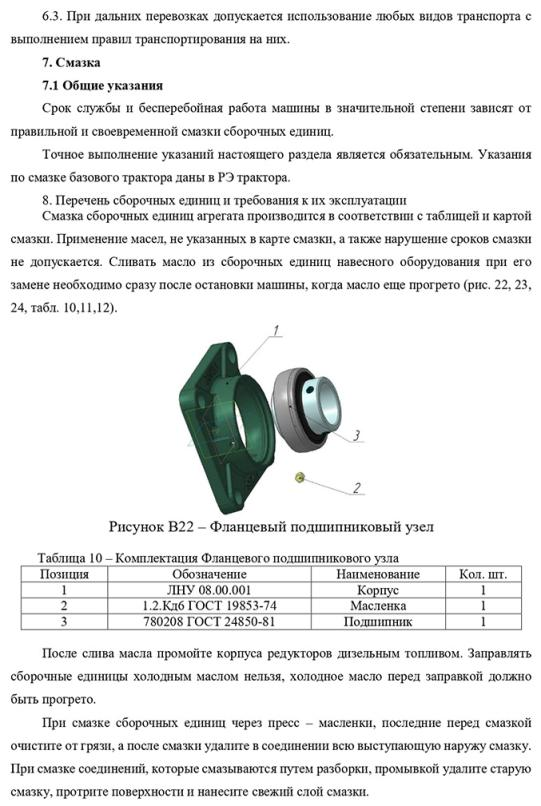 6.3. При дальних перевозках допускается использование любых видов транспорта с
выполнением правил транспортирования на них.
7. Смазка
7.1 Общие указания
Срок службы и бесперебойная работа машины в значительной степени зависят от
правильной и своевременной смазки сборочных единиц.
Точное выполнение указаний настоящего раздела является обязательным. Указания
по смазке базового трактора даны в РЭ трактора.
8. Перечень сборочных единиц и требования к их эксплуатации
Смазка сборочных единиц агрегата производится в соответствии с таблицей и картой
смазки. Применение масел, не указанных в карте смазки, а также нарушение сроков смазки
не допускается. Сливать масло из сборочных единиц навесного оборудования при его
замене необходимо сразу после остановки машины, когда масло еще прогрето (рис. 22, 23,
24, табл. 10,11,12).
1
3
2
Рисунок В22 – Фланцевый подшипниковый узел
Таблица 10 – Комплектация Фланцевого подшипникового узла
Позиция Обозначение Наименование Кол. шт.
1 ЛНУ 08.00.001 Корпус 1
2 1.2.Кд6 ГОСТ 19853-74 Масленка 1
3 780208 ГОСТ 24850-81 Подшипник 1
После слива масла промойте корпуса редукторов дизельным топливом. Заправлять
сборочные единицы холодным маслом нельзя, холодное масло перед заправкой должно
быть прогрето.
При смазке сборочных единиц через пресс – масленки, последние перед смазкой
очистите от грязи, а после смазки удалите в соединении всю выступающую наружу смазку.
При смазке соединений, которые смазываются путем разборки, промывкой удалите старую
смазку, протрите поверхности и нанесите свежий слой смазки.